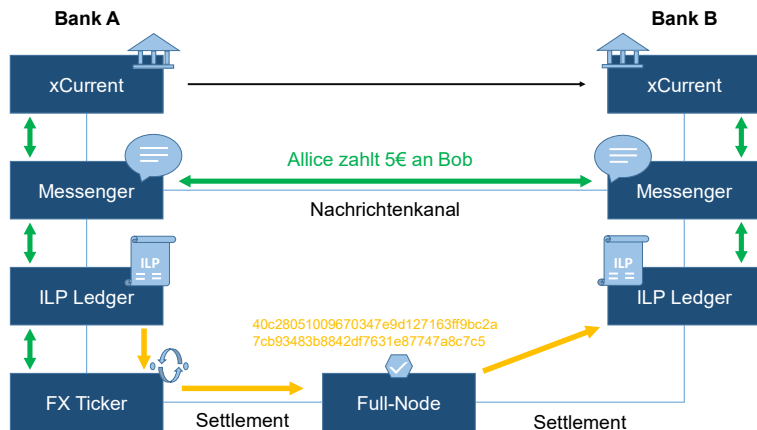 Bank A
Bank B
xCurrent
xCurrent
Allice zahlt 5€ an Bob
Messenger
Messenger
Nachrichtenkanal
ILP
ILP
ILP Ledger
ILP Ledger
40c28051009670347e9d127163ff9bc2a
7cb93483b8842df7631e87747a8c7c5
FX Ticker
Settlement
Full-Node
Settlement